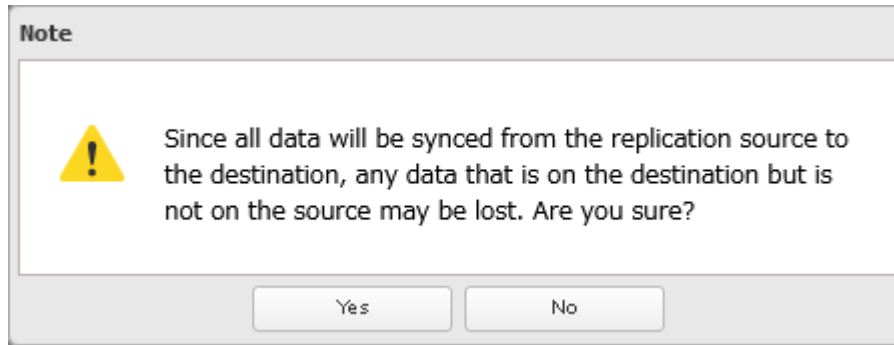 Note
Since all data will be synced from the replication source to
the destination, any data that is on the destination but is
not on the source may be lost. Are you sure?
Yes
No